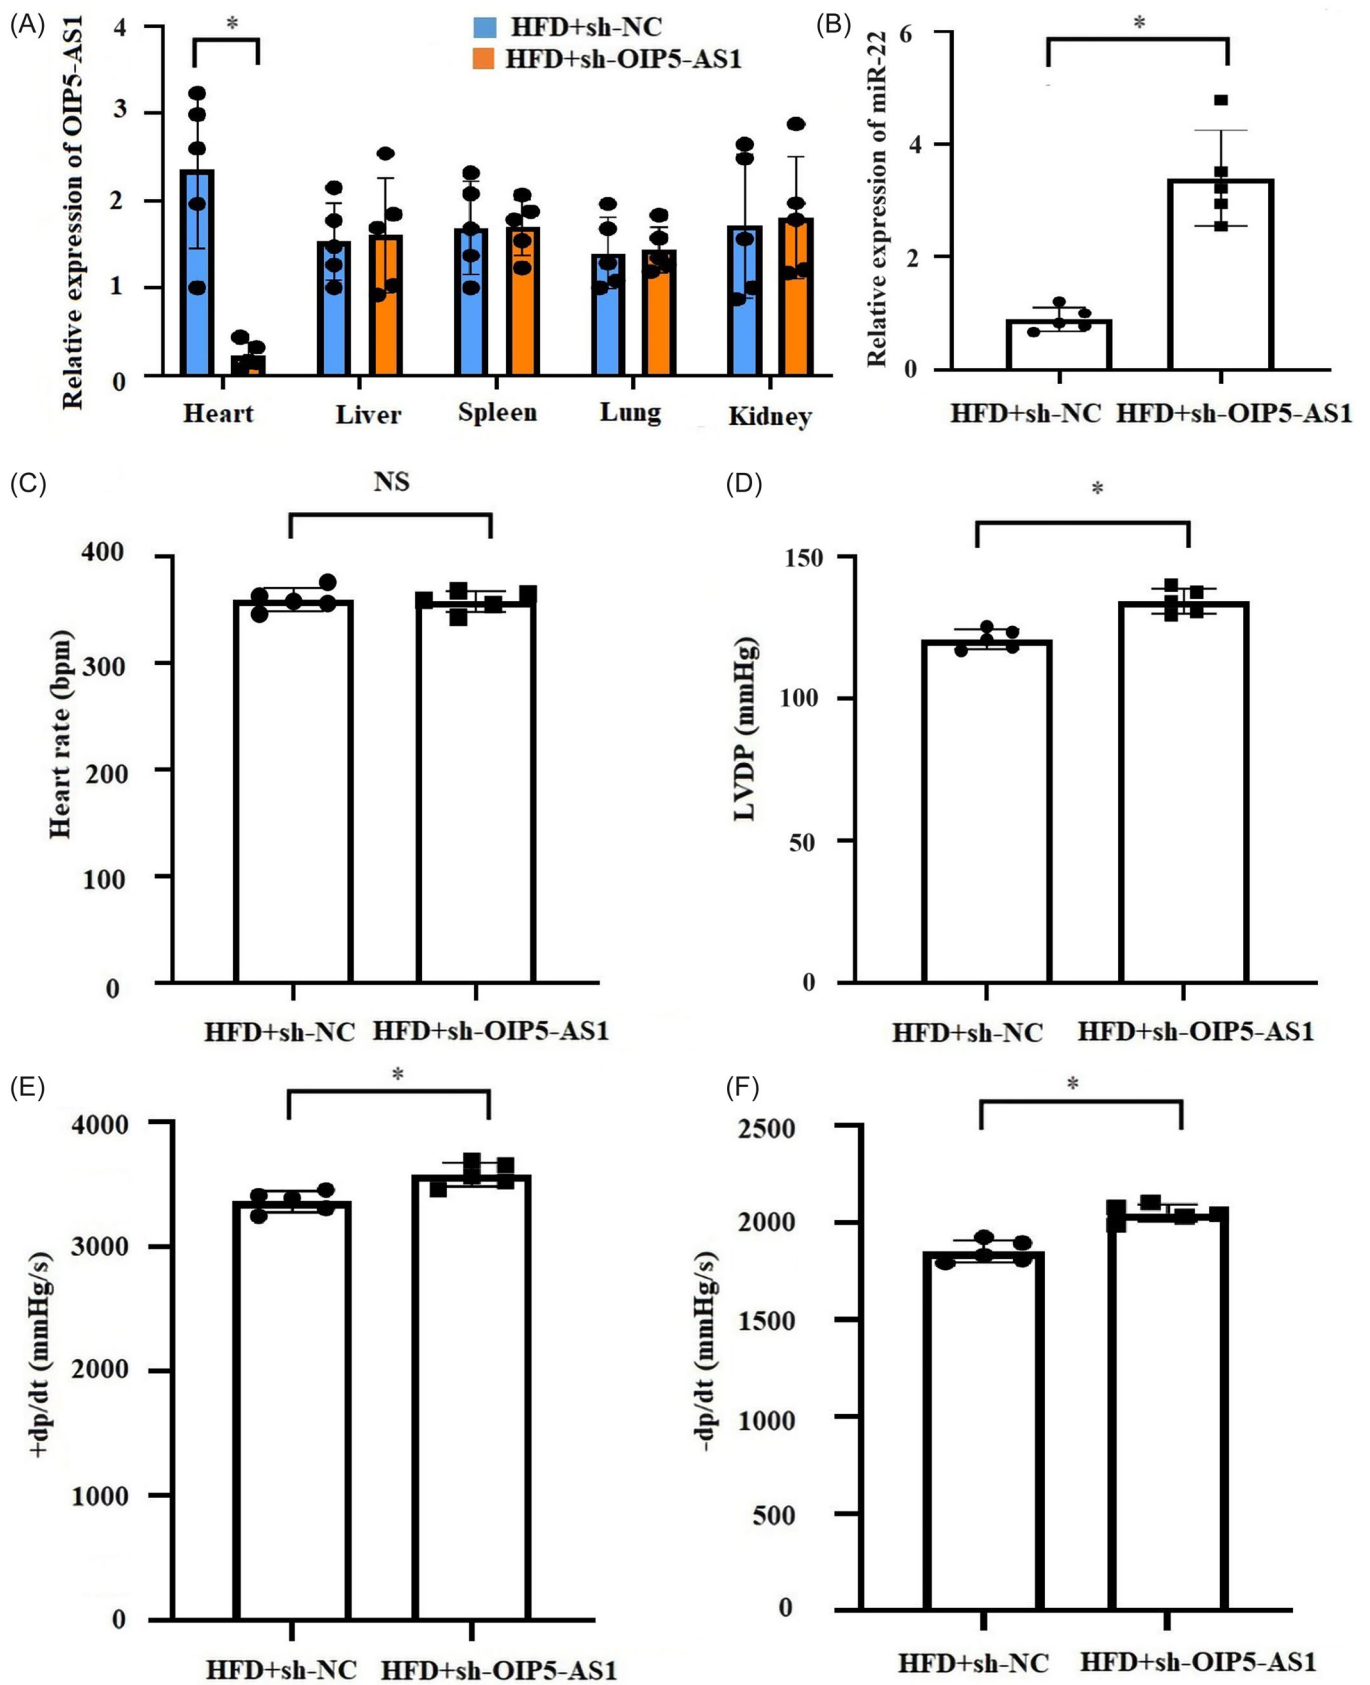 (A)
Relative expression of OIP5-AS1
4
3
2
1
0
*
HFD+sh-NC
HFD+sh-OIP5-AS1
Heart
Liver
Spleen
Lung
Kidney
(B)
Relative expression of miR-22
6
4
2
0
*
HFD+sh-NC
HFD+sh-OIP5-AS1
(C)
NS
Heart rate (bpm)
400
300
200
100
0
HFD+sh-NC
HFD+sh-OIP5-AS1
(D)
*
LVDP (mmHg)
150
100
50
0
HFD+sh-NC
HFD+sh-OIP5-AS1
(E)
*
+dp/dt (mmHg/s)
4000
3000
2000
1000
0
HFD+sh-NC
HFD+sh-OIP5-AS1
(F)
*
-dp/dt (mmHg/s)
2500
2000
1500
1000
500
0
HFD+sh-NC
HFD+sh-OIP5-AS1